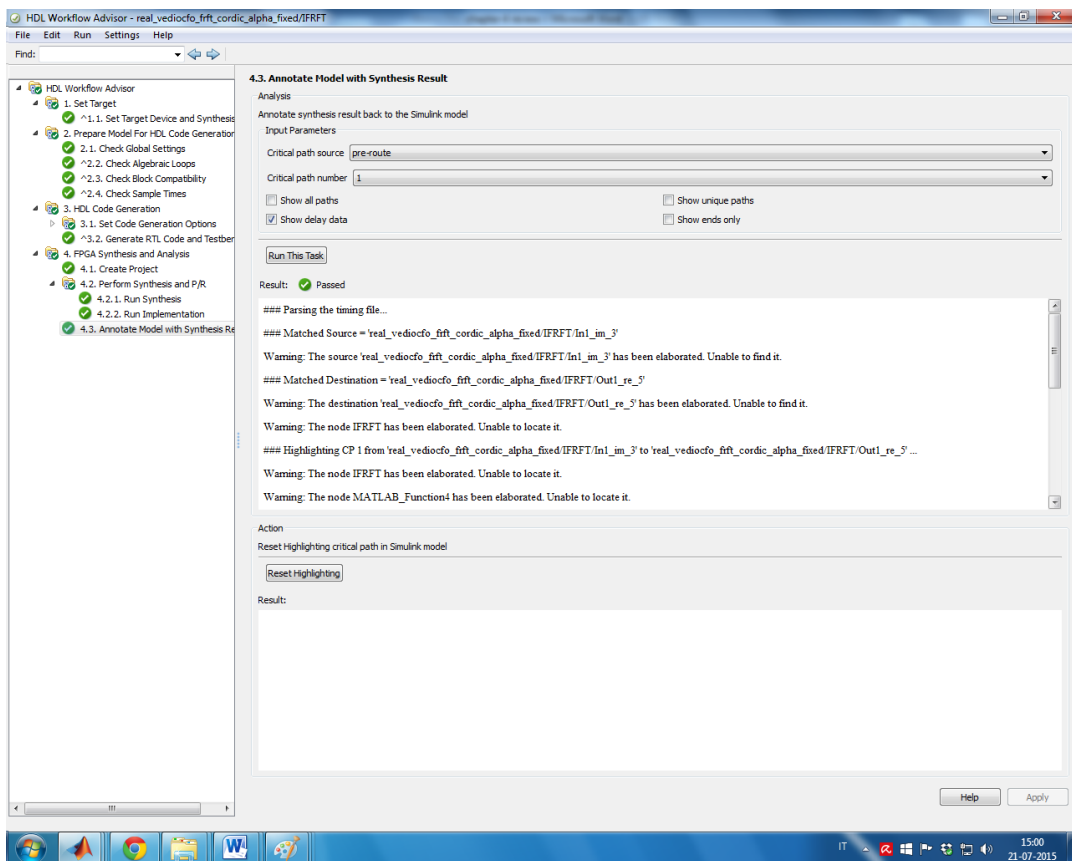 HDL Workflow Advisor - real_vediocfo_frft_cordic_alpha_fixed/IFRFT
File Edit Run Settings Help
Find:
HDL Workflow Advisor
1. Set Target
^1.1. Set Target Device and Synthesis
2. Prepare Model For HDL Code Generation
2.1. Check Global Settings
^2.2. Check Algebraic Loops
^2.3. Check Block Compatibility
^2.4. Check Sample Times
3. HDL Code Generation
3.1. Set Code Generation Options
^3.2. Generate RTL Code and Testber
4. FPGA Synthesis and Analysis
4.1. Create Project
4.2. Perform Synthesis and P/R
4.2.1. Run Synthesis
4.2.2. Run Implementation
4.3. Annotate Model with Synthesis Re
4.3. Annotate Model with Synthesis Result
Analysis
Annotate synthesis result back to the Simulink model
Input Parameters
Critical path source pre-route
Critical path number 1
Show all paths Show unique paths
Show delay data Show ends only
Run This Task
Result: Passed
### Parsing the timing file...
### Matched Source = 'real_vediocfo_frft_cordic_alpha_fixed/IFRFT/In1_im_3'
Warning: The source 'real_vediocfo_frft_cordic_alpha_fixed/IFRFT/In1_im_3' has been elaborated. Unable to find it.
### Matched Destination = 'real_vediocfo_frft_cordic_alpha_fixed/IFRFT/Out1_re_5'
Warning: The destination 'real_vediocfo_frft_cordic_alpha_fixed/IFRFT/Out1_re_5' has been elaborated. Unable to find it.
Warning: The node IFRFT has been elaborated. Unable to locate it.
### Highlighting CP 1 from 'real_vediocfo_frft_cordic_alpha_fixed/IFRFT/In1_im_3' to 'real_vediocfo_frft_cordic_alpha_fixed/IFRFT/Out1_re_5' ...
Warning: The node IFRFT has been elaborated. Unable to locate it.
Warning: The node MATLAB_Function4 has been elaborated. Unable to locate it.
Action
Reset Highlighting critical path in Simulink model
Reset Highlighting
Result:
Help Apply
IT
15:00
21-07-2015